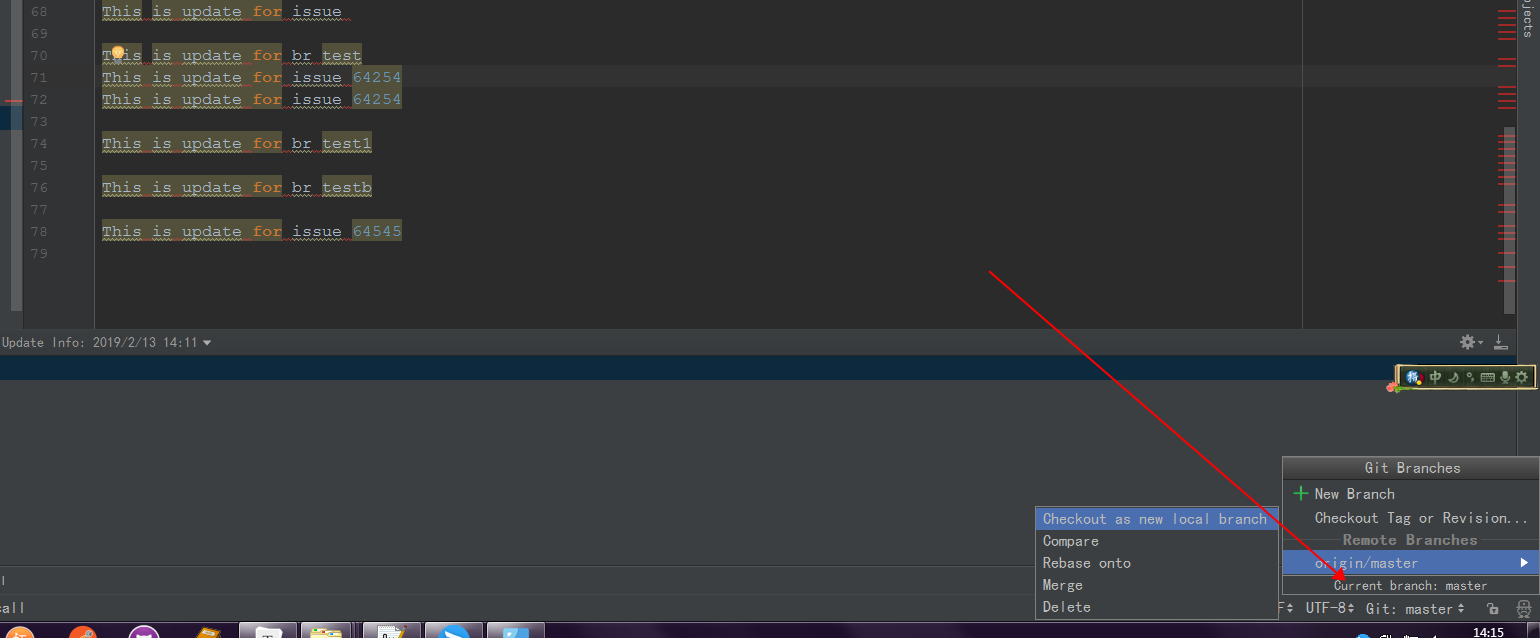 68 This is update for issue
69
70 This is update for br test
71 This is update for issue 64254
72 This is update for issue 64254
73
74 This is update for br test1
75
76 This is update for br testb
77
78 This is update for issue 64545
79
jects
Update Info: 2019/2/13 14:11
中
Git Branches
New Branch
Checkout Tag or Revision...
Remote Branches
origin/master
Current branch: master
Checkout as new local branch
Compare
Rebase onto
Merge
Delete
call
UTF-8 Git: master
14:15